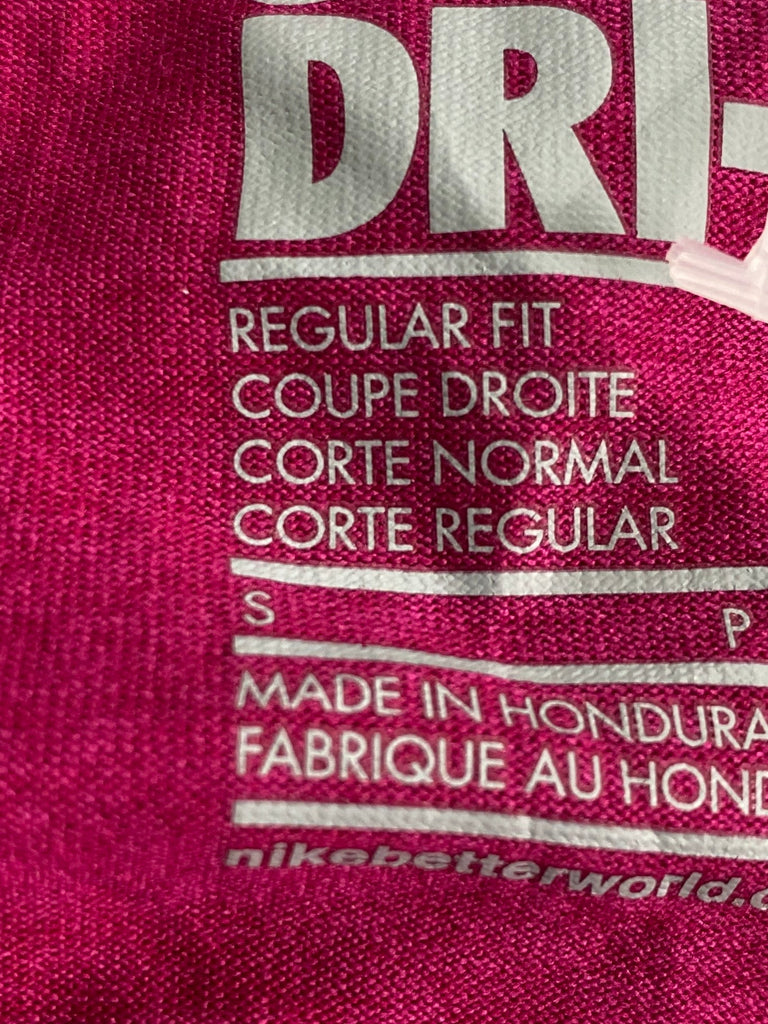 DRI-
REGULAR FIT
COUPE DROITE
CORTE NORMAL
CORTE REGULAR
S P
MADE IN HONDURA
FABRIQUE AU HOND
nikebetterworld.c